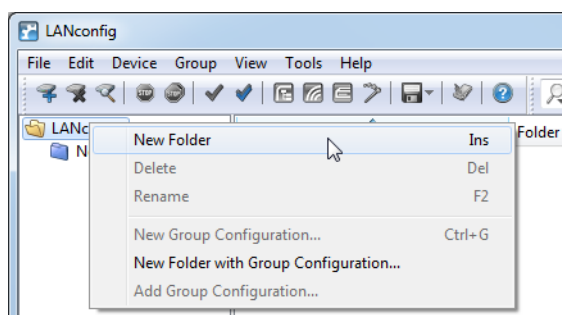 LANconfig
File Edit Device Group View Tools Help
LANc
Folder
N
New Folder Ins
Delete Del
Rename F2
New Group Configuration... Ctrl+G
New Folder with Group Configuration...
Add Group Configuration...